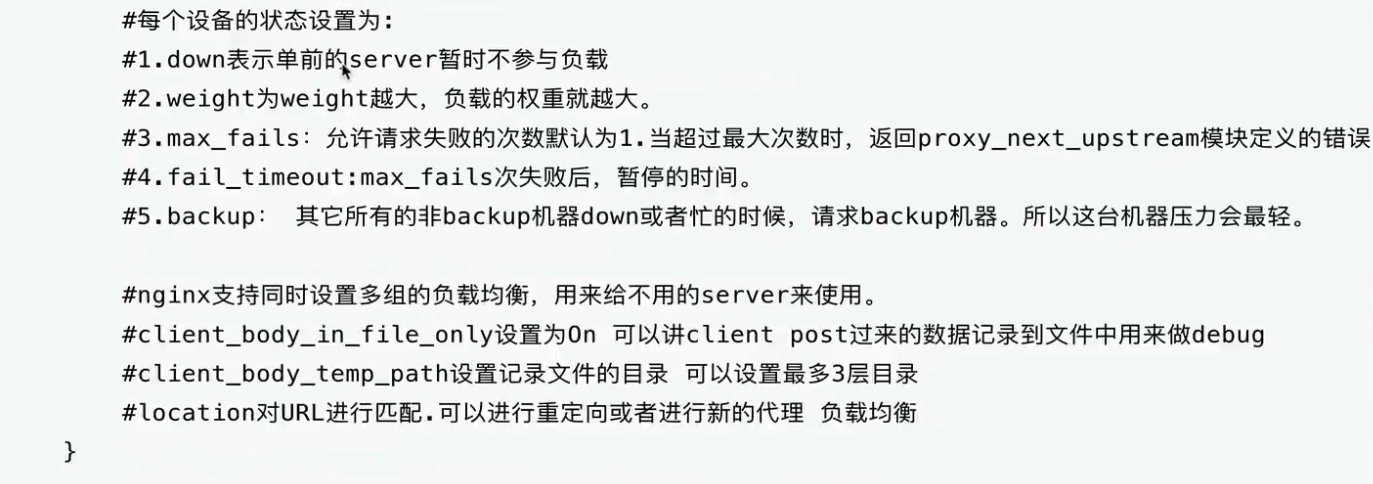 #每个设备的状态设置为:
#1.down表示单前的server暂时不参与负载
#2.weight为weight越大，负载的权重就越大。
#3.max_fails：允许请求失败的次数默认为1.当超过最大次数时，返回proxy_next_upstream模块定义的错误
#4.fail_timeout:max_fails次失败后，暂停的时间。
#5.backup： 其它所有的非backup机器down或者忙的时候，请求backup机器。所以这台机器压力会最轻。
#nginx支持同时设置多组的负载均衡，用来给不用的server来使用。
#client_body_in_file_only设置为On 可以讲client post过来的数据记录到文件中用来做debug
#client_body_temp_path设置记录文件的目录 可以设置最多3层目录
#location对URL进行匹配.可以进行重定向或者进行新的代理 负载均衡
}